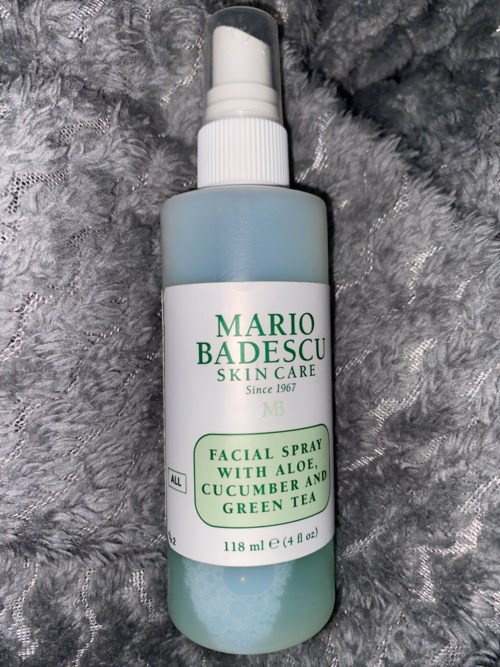 MARIO
BADESCU
SKIN CARE
Since 1967
MB
FACIAL SPRAY
WITH ALOE,
CUCUMBER AND
GREEN TEA
ALL
118 ml ℮ (4 fl oz)